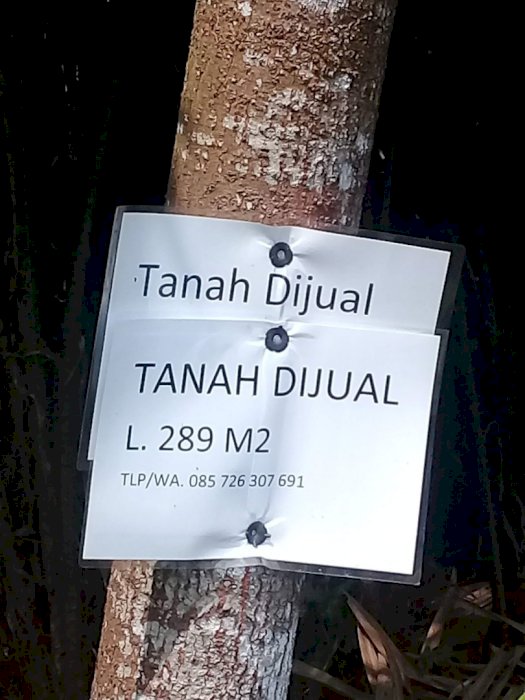 Tanah Dijual
TANAH DIJUAL
L. 289 M2
TLP/WA. 085 726 307 691